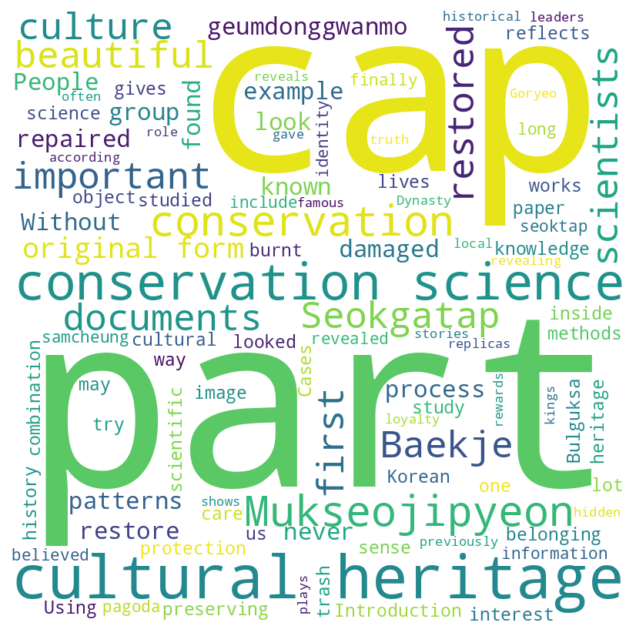 historical leaders
culture geumdonggwanmo reflects
beautiful cap restored scientists
People gives reveals example finally Goryeo
often found look gave identity truth long
science group
repaired role according lives works
important object studied known include famous paper
Without conservation Dynasty seoktap
original form burnt damaged local knowledge
revealing
conservation science
documents Seokgatap inside
samcheung cultural looked revealed stories replicas methods
history combination way Cases
part
may image process rewards kings Bulguksa heritage
try scientific first study loyalty
Baekje Korean one lot
patterns Mukseojipyeon hidden
restore shows care us never previously belonging
believed protection sense information
cultural heritage
Using pagoda preserving plays trash Introduction interest